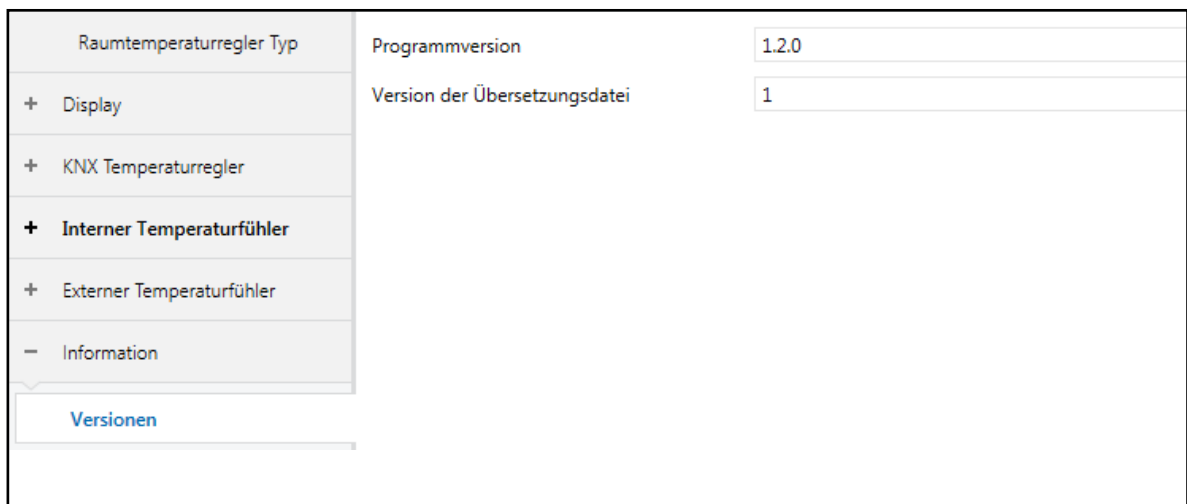 Raumtemperaturregler Typ
+ Display
+ KNX Temperaturregler
+ Interner Temperaturfühler
+ Externer Temperaturfühler
− Information
Versionen
Programmversion 1.2.0
Version der Übersetzungsdatei 1